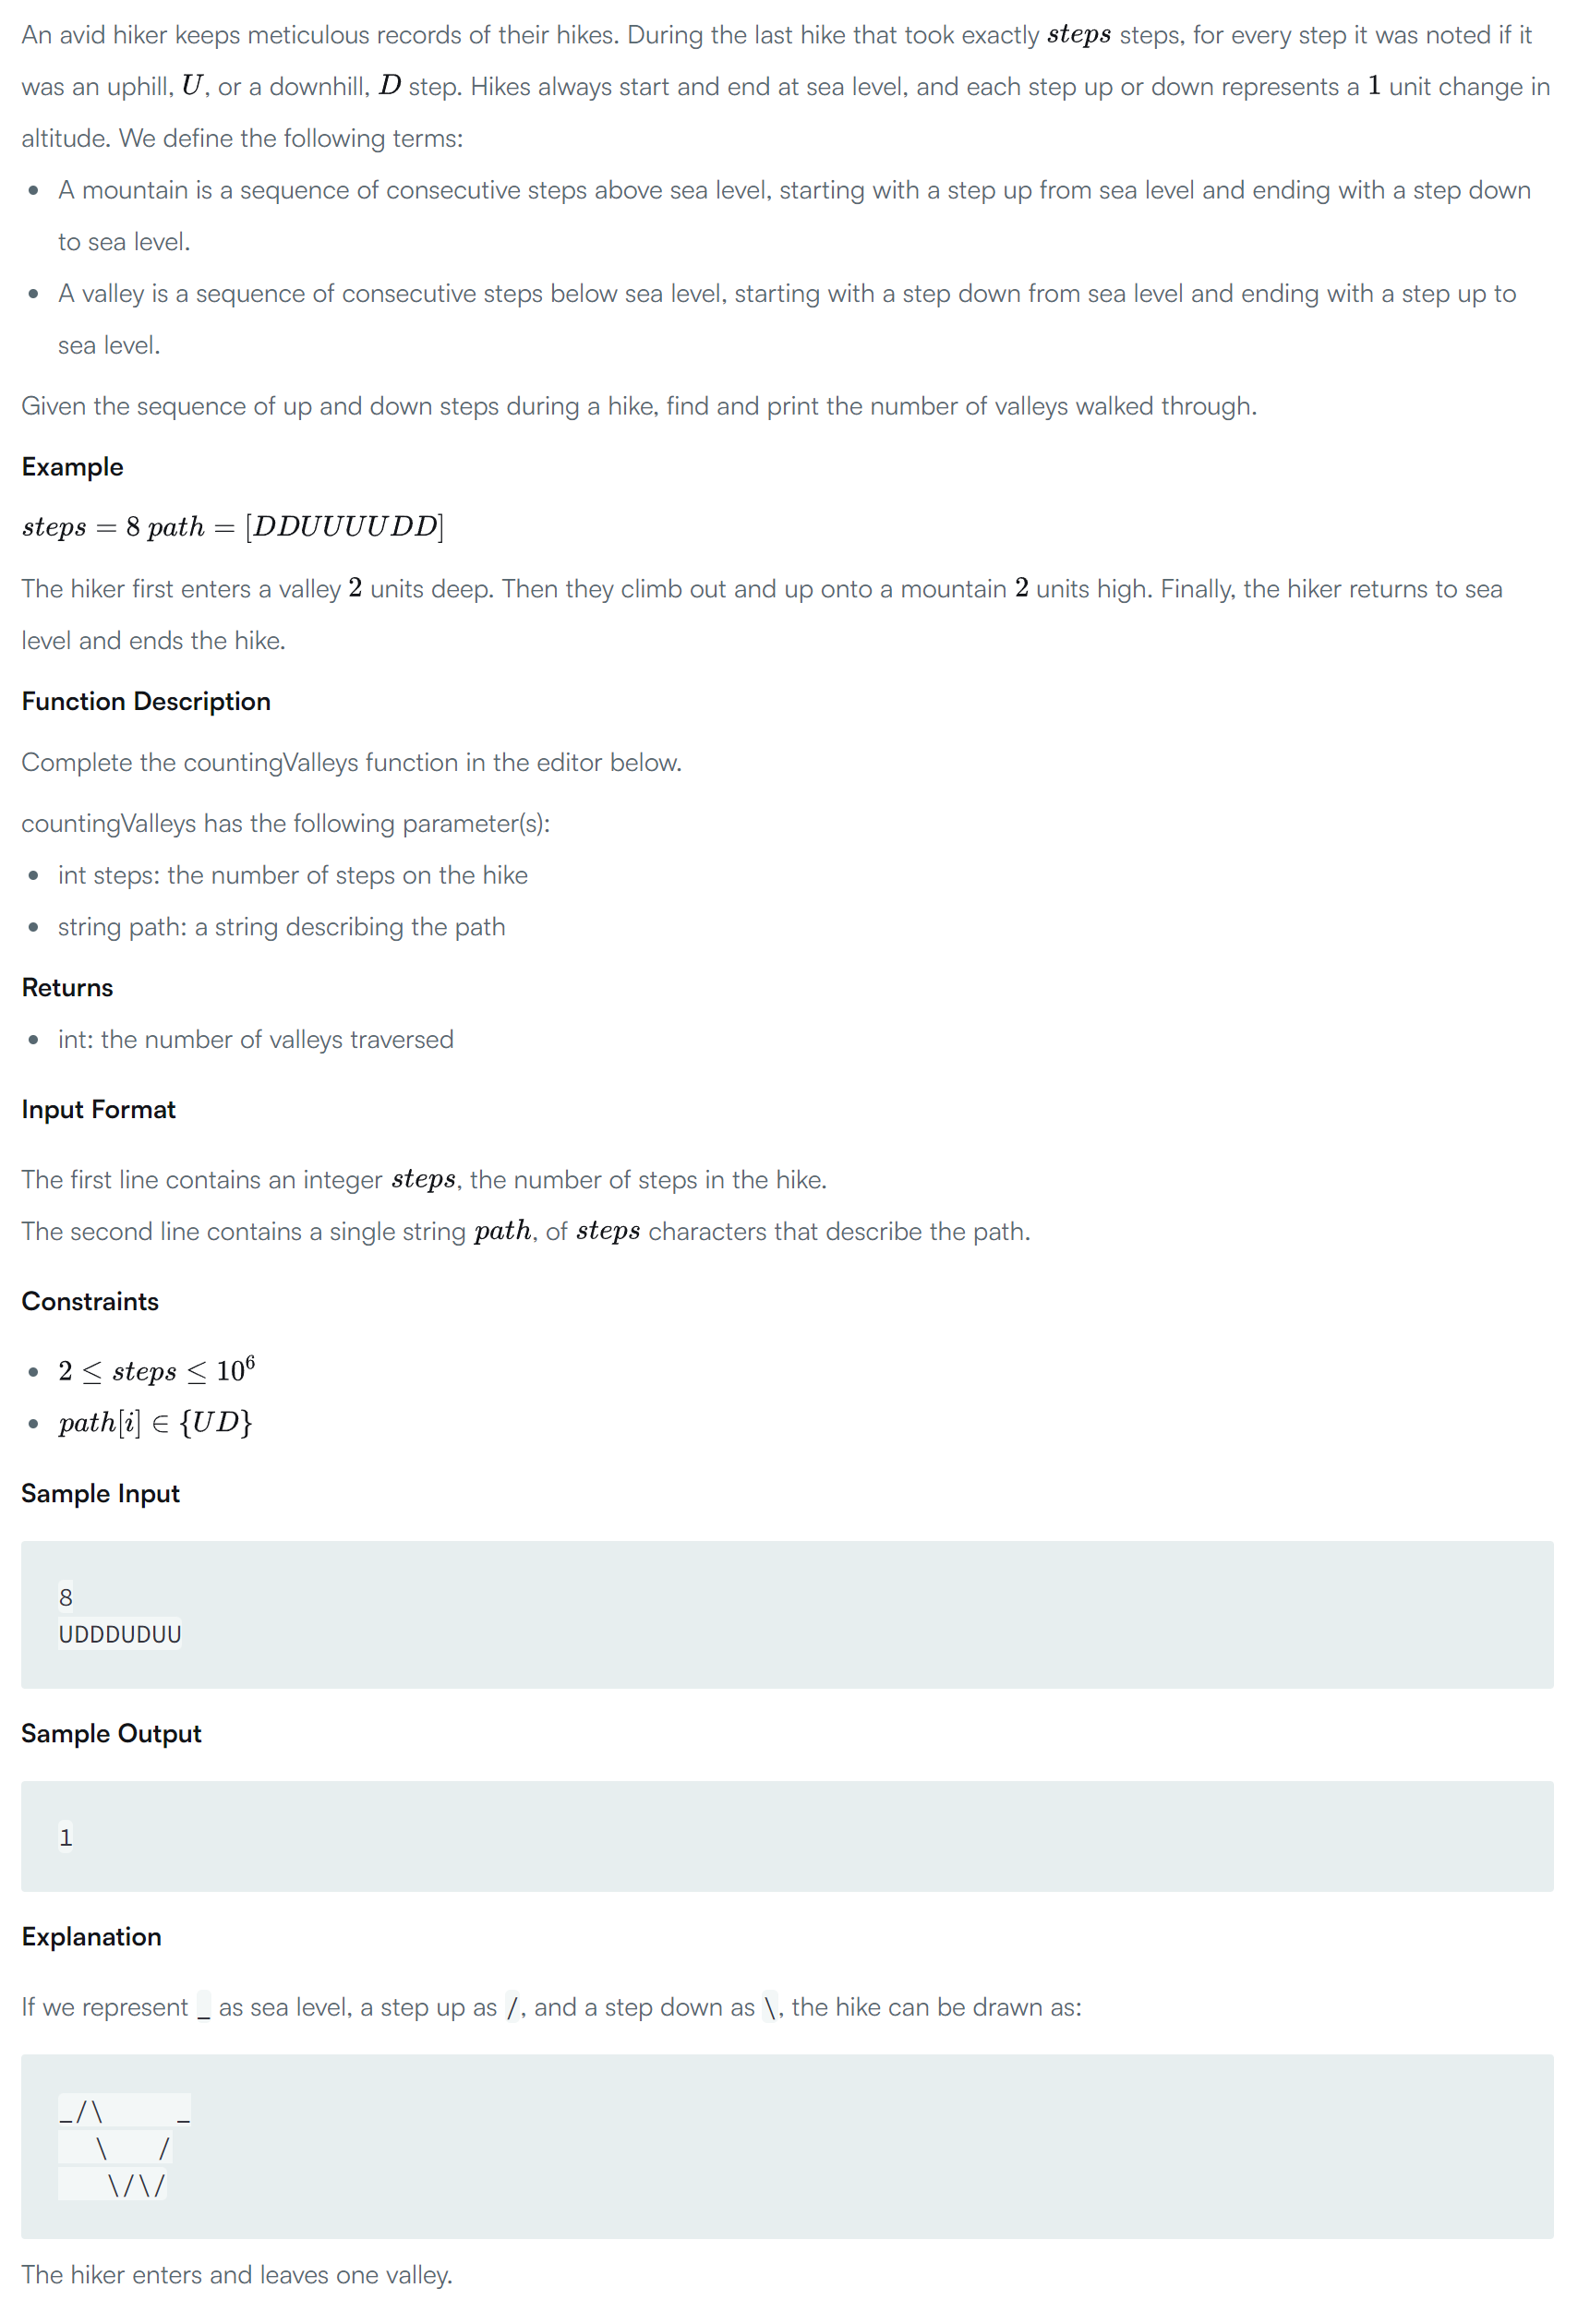 An avid hiker keeps meticulous records of their hikes. During the last hike that took exactly steps steps, for every step it was noted if it
was an uphill, U, or a downhill, D step. Hikes always start and end at sea level, and each step up or down represents a 1 unit change in
altitude. We define the following terms:
• A mountain is a sequence of consecutive steps above sea level, starting with a step up from sea level and ending with a step down
to sea level.
• A valley is a sequence of consecutive steps below sea level, starting with a step down from sea level and ending with a step up to
sea level.
Given the sequence of up and down steps during a hike, find and print the number of valleys walked through.
Example
steps = 8 path = [DDUUUUDD]
The hiker first enters a valley 2 units deep. Then they climb out and up onto a mountain 2 units high. Finally, the hiker returns to sea
level and ends the hike.
Function Description
Complete the countingValleys function in the editor below.
countingValleys has the following parameter(s):
• int steps: the number of steps on the hike
• string path: a string describing the path
Returns
• int: the number of valleys traversed
Input Format
The first line contains an integer steps, the number of steps in the hike.
The second line contains a single string path, of steps characters that describe the path.
Constraints
• 2 ≤ steps ≤ 10⁶
• path[i] ∈ {UD}
Sample Input
8
UDDDUDUU
Sample Output
1
Explanation
If we represent _ as sea level, a step up as /, and a step down as \, the hike can be drawn as:
_/\      _
   \    /
    \/\/
The hiker enters and leaves one valley.